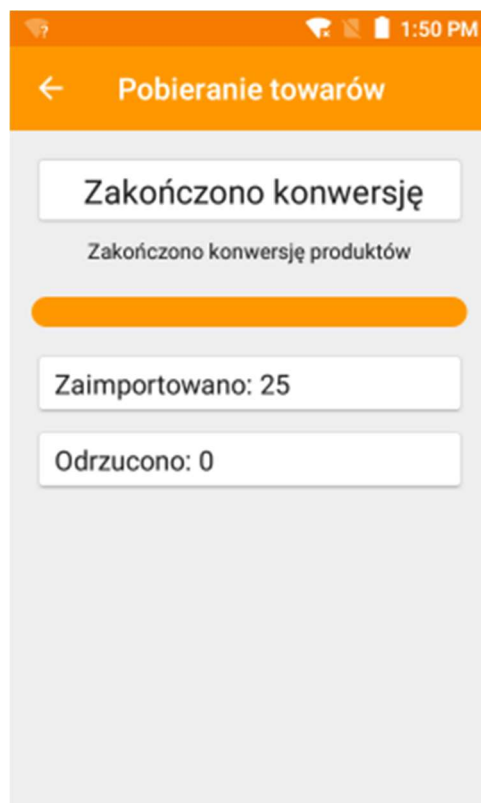 1:50 PM
Pobieranie towarów
Zakończono konwersję
Zakończono konwersję produktów
Zaimportowano: 25
Odrzucono: 0